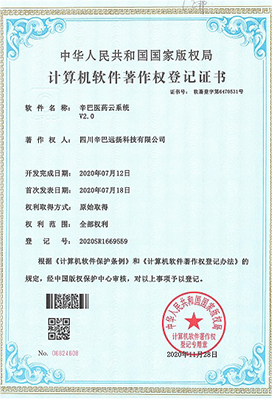 中华人民共和国国家版权局
计算机软件著作权登记证书
证书号： 软著登字第6479531号
软件名称： 辛巴医药云系统
V2.0
著作权人： 四川辛巴远扬科技有限公司
开发完成日期： 2020年07月12日
首次发表日期： 2020年07月18日
权利取得方式： 原始取得
权利范围： 全部权利
登记号： 2020SR1669559
根据《计算机软件保护条例》和《计算机软件著作权登记办法》的
规定，经中国版权保护中心审核，对以上事项予以登记。
中华人民共和国国家版权局
计算机软件著作权
登记专用章
No. 06824608
2020年11月28日